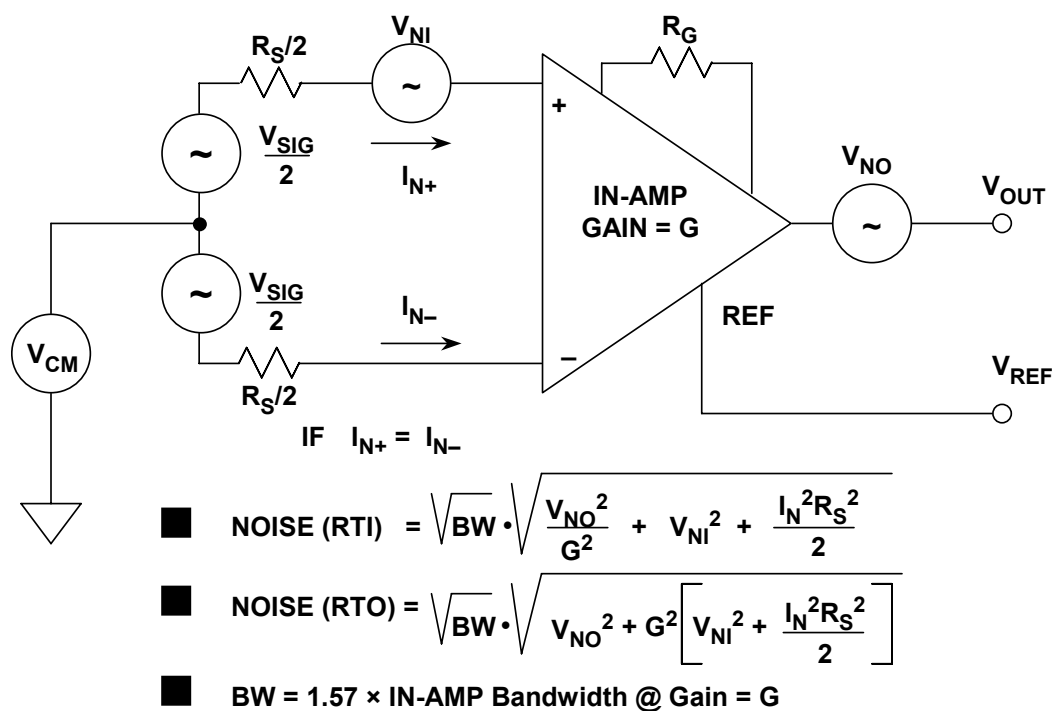 R_G
V_NI
R_S/2
~
+
V_SIG
2
~
I_N+
V_NO
IN-AMP
GAIN = G
V_OUT
~
~
V_SIG
2
I_N–
REF
V_CM
–
V_REF
R_S/2
IF I_N+ = I_N–
■ NOISE (RTI) = √BW • √(V_NO²/G² + V_NI² + I_N²R_S²/2)
■ NOISE (RTO) = √BW • √(V_NO² + G²[V_NI² + I_N²R_S²/2])
■ BW = 1.57 × IN-AMP Bandwidth @ Gain = G